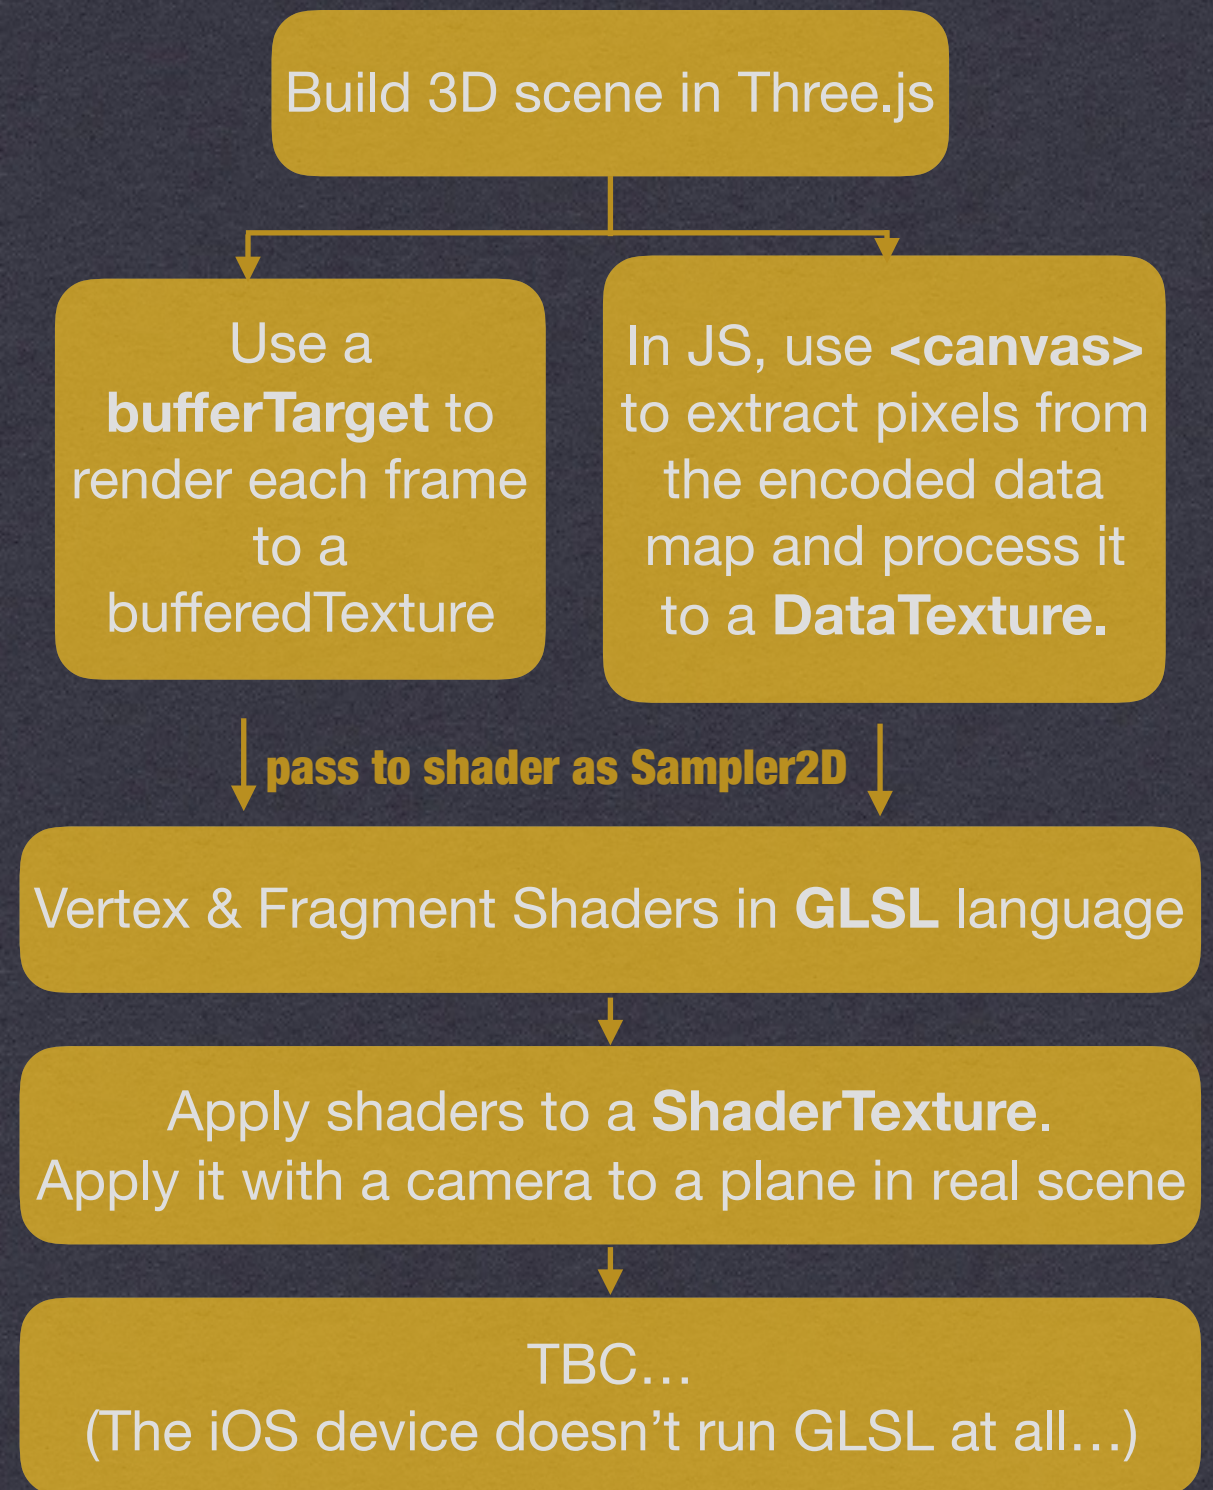 Build 3D scene in Three.js
Use a
bufferTarget to
render each frame
to a
bufferedTexture
In JS, use <canvas>
to extract pixels from
the encoded data
map and process it
to a DataTexture.
pass to shader as Sampler2D
Vertex & Fragment Shaders in GLSL language
Apply shaders to a ShaderTexture.
Apply it with a camera to a plane in real scene
TBC…
(The iOS device doesn’t run GLSL at all…)